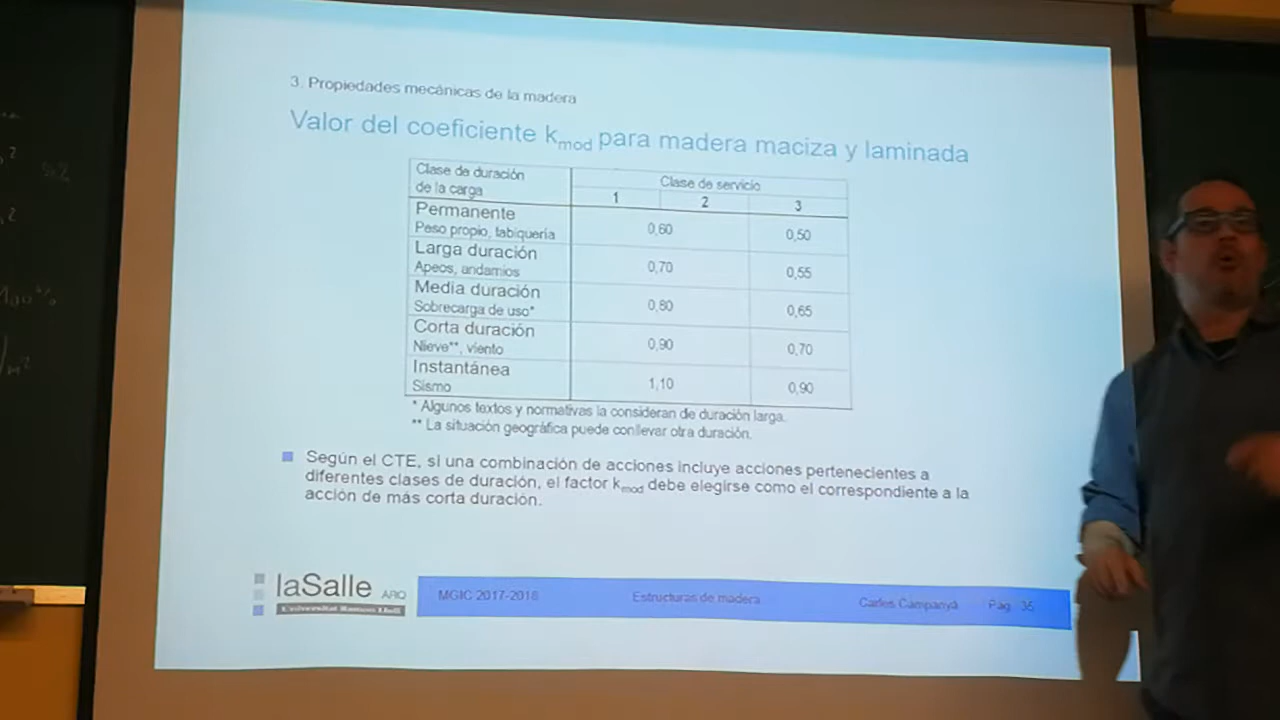 3. Propiedades mecánicas de la madera
Valor del coeficiente kmod para madera maciza y laminada
Clase de duración
de la carga
Clase de servicio
1 2 3
Permanente
Peso propio, tabiquería
0,60 0,50
Larga duración
Apeos, andamios
0,70 0,55
Media duración
Sobrecarga de uso*
0,80 0,65
Corta duración
Nieve**, viento
0,90 0,70
Instantánea
Sismo
1,10 0,90
* Algunos textos y normativas la consideran de duración larga.
** La situación geográfica puede conllevar otra duración.
Según el CTE, si una combinación de acciones incluye acciones pertenecientes a
diferentes clases de duración, el factor kmod debe elegirse como el correspondiente a la
acción de más corta duración.
laSalle ARQ
Universitat Ramon Llull
MGIC 2017-2018 Estructuras de madera Carles Campanyà Pág. 35